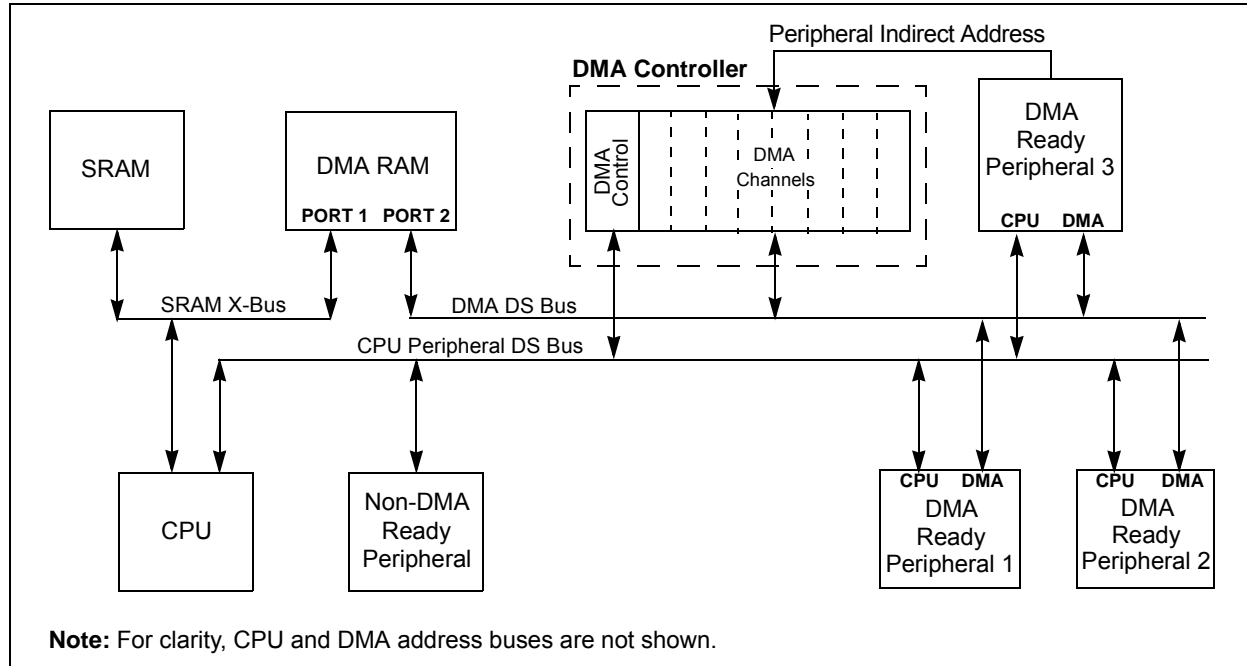 Peripheral Indirect Address
DMA Controller
SRAM
DMA RAM
PORT 1 PORT 2
DMA
Control
DMA
Channels
DMA
Ready
Peripheral 3
CPU DMA
SRAM X-Bus
DMA DS Bus
CPU Peripheral DS Bus
CPU
Non-DMA
Ready
Peripheral
CPU DMA
DMA
Ready
Peripheral 1
CPU DMA
DMA
Ready
Peripheral 2
Note: For clarity, CPU and DMA address buses are not shown.